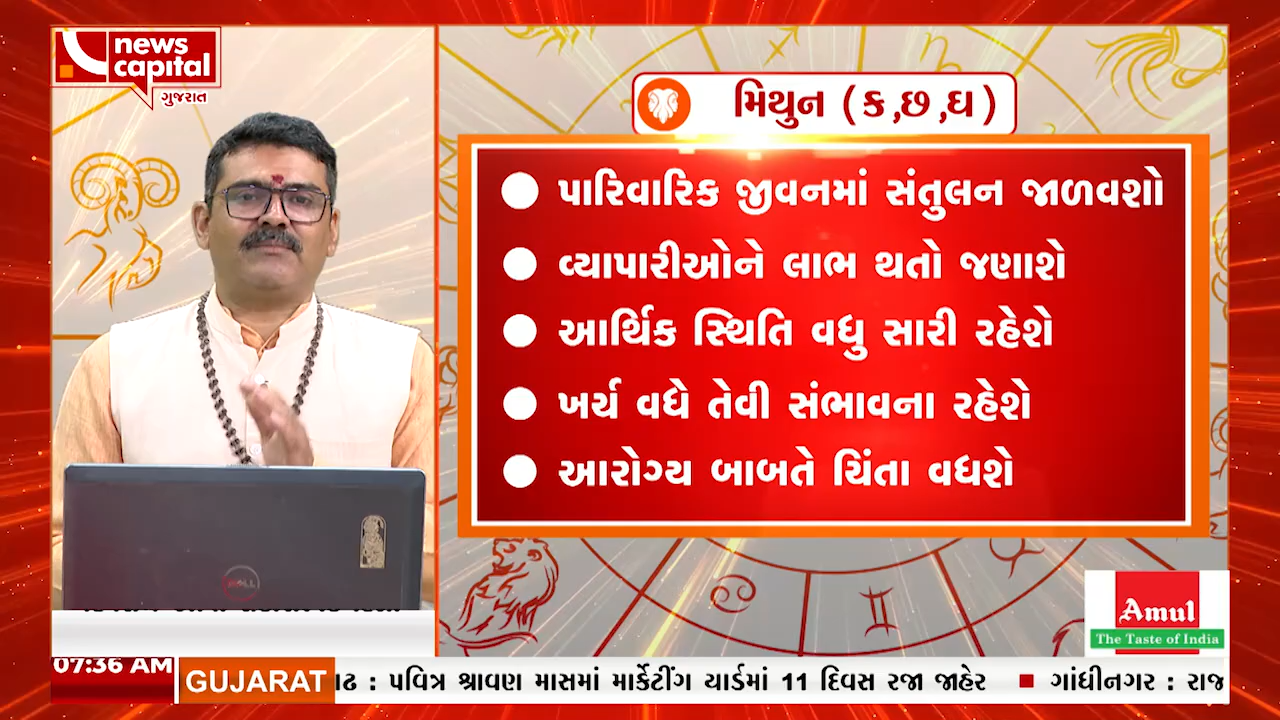 news
capital
ગુજરાત
મિથુન (ક,છ,ઘ)
પારિવારિક જીવનમાં સંતુલન જાળવશો
વ્યાપારીઓને લાભ થતો જણાશે
આર્થિક સ્થિતિ વધુ સારી રહેશે
ખર્ચ વધે તેવી સંભાવના રહેશે
આરોગ્ય બાબતે ચિંતા વધશે
DELL
Amul
The Taste of India
07:36 AM
GUJARAT
ઢ : પવિત્ર શ્રાવણ માસમાં માર્કેટીંગ યાર્ડમાં 11 દિવસ રજા જાહેર ■ ગાંધીનગર : રાજ